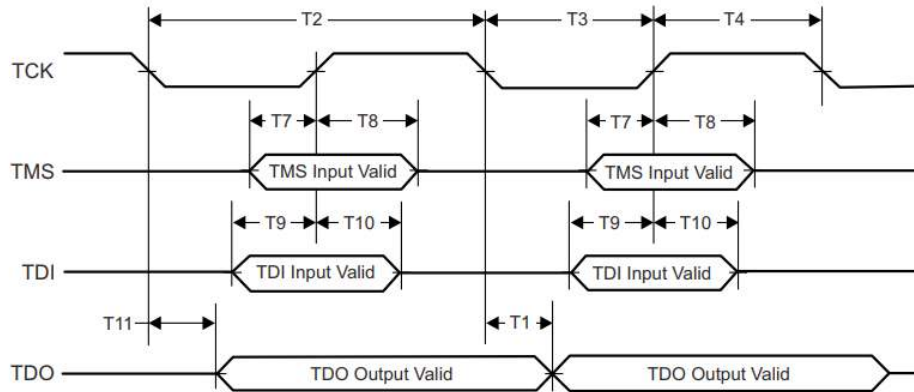 T2 T3 T4
TCK
T7 T8 T7 T8
TMS TMS Input Valid TMS Input Valid
T9 T10 T9 T10
TDI TDI Input Valid TDI Input Valid
T11 T1
TDO TDO Output Valid TDO Output Valid